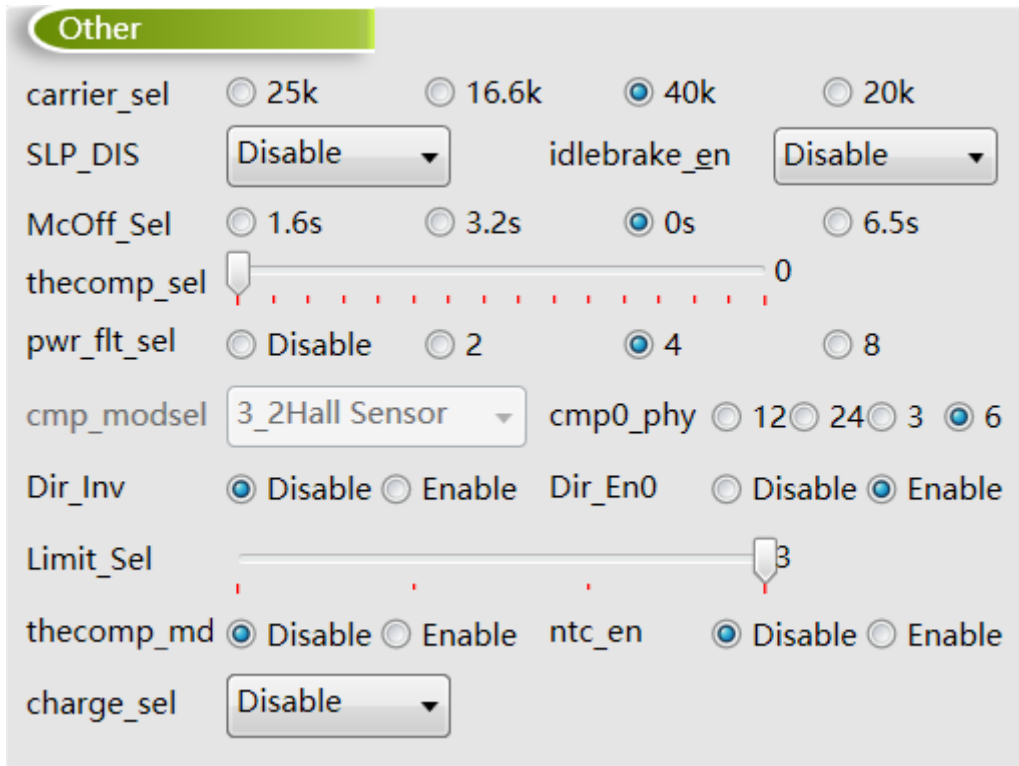 Other
carrier_sel 25k 16.6k 40k 20k
SLP_DIS Disable idlebrake_en Disable
McOff_Sel 1.6s 3.2s 0s 6.5s
thecomp_sel 0
pwr_flt_sel Disable 2 4 8
cmp_modsel 3_2Hall Sensor cmp0_phy 12 24 3 6
Dir_Inv Disable Enable Dir_En0 Disable Enable
Limit_Sel 3
thecomp_md Disable Enable ntc_en Disable Enable
charge_sel Disable